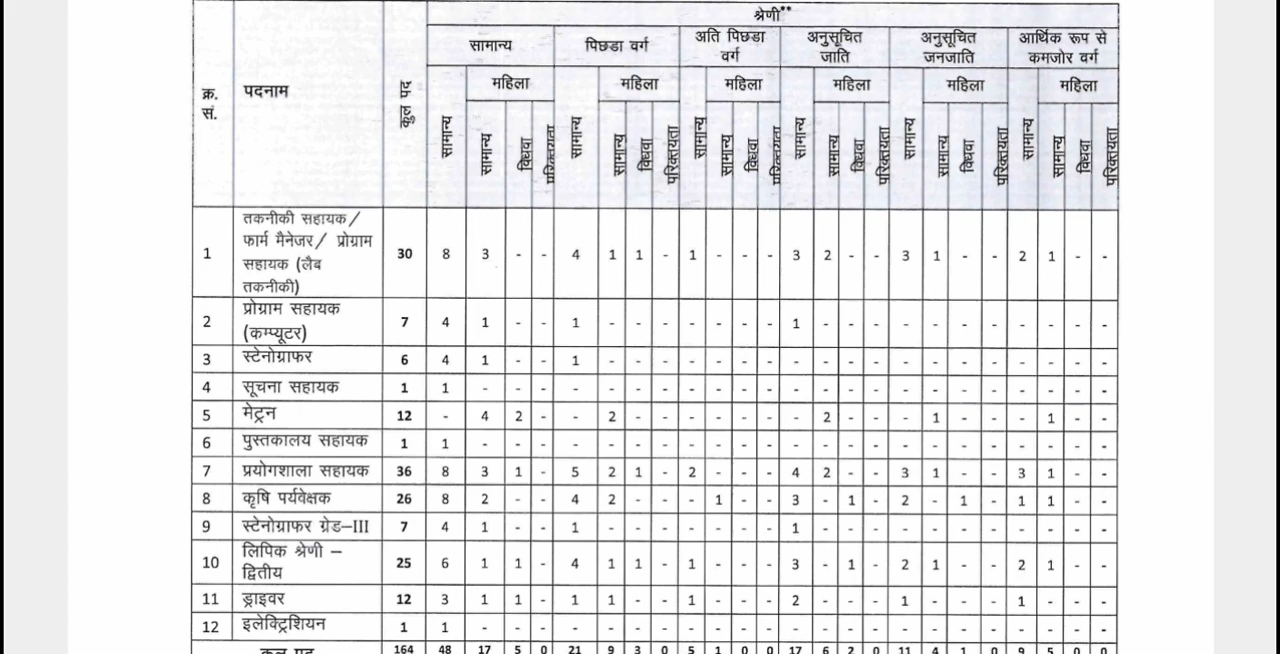 क्र. सं. पदनाम कुल पद श्रेणी**
सामान्य पिछडा वर्ग अति पिछड़ा वर्ग अनुसूचित जाति अनुसूचित जनजाति आर्थिक रूप से कमजोर वर्ग
महिला महिला महिला महिला महिला महिला
सामान्य सामान्य विधवा परित्क्यता सामान्य सामान्य विधवा परित्क्यता सामान्य सामान्य विधवा परित्क्यता सामान्य सामान्य विधवा परित्क्यता सामान्य सामान्य विधवा परित्क्यता सामान्य सामान्य विधवा परित्क्यता
1 तकनीकी सहायक/ फार्म मैनेजर/ प्रोग्राम सहायक (लैब तकनीकी) 30 8 3 - - 4 1 1 - 1 - - - 3 2 - - 3 1 - - 2 1 - -
2 प्रोग्राम सहायक (कम्प्यूटर) 7 4 1 - - 1 - - - - - - - 1 - - - - - - - - - - -
3 स्टेनोग्राफर 6 4 1 - - 1 - - - - - - - - - - - - - - - - - - -
4 सूचना सहायक 1 1 - - - - - - - - - - - - - - - - - - - - - - -
5 मेट्रन 12 - 4 2 - - 2 - - - - - - - 2 - - - 1 - - - 1 - -
6 पुस्तकालय सहायक 1 1 - - - - - - - - - - - - - - - - - - - - - - -
7 प्रयोगशाला सहायक 36 8 3 1 - 5 2 1 - 2 - - - 4 2 - - 3 1 - - 3 1 - -
8 कृषि पर्यवेक्षक 26 8 2 - - 4 2 - - - 1 - - 3 - 1 - 2 - 1 - 1 1 - -
9 स्टेनोग्राफर ग्रेड–III 7 4 1 - - 1 - - - - - - - 1 - - - - - - - - - - -
10 लिपिक श्रेणी – द्वितीय 25 6 1 1 - 4 1 1 - 1 - - - 3 - 1 - 2 1 - - 2 1 - -
11 ड्राइवर 12 3 1 1 - 1 1 - - 1 - - - 2 - - - 1 - - - 1 - - -
12 इलेक्ट्रिशियन 1 1 - - - - - - - - - - - - - - - - - - - - - - -
कुल पद 164 48 17 5 0 21 9 3 0 5 1 0 0 17 6 2 0 11 4 1 0 9 5 0 0